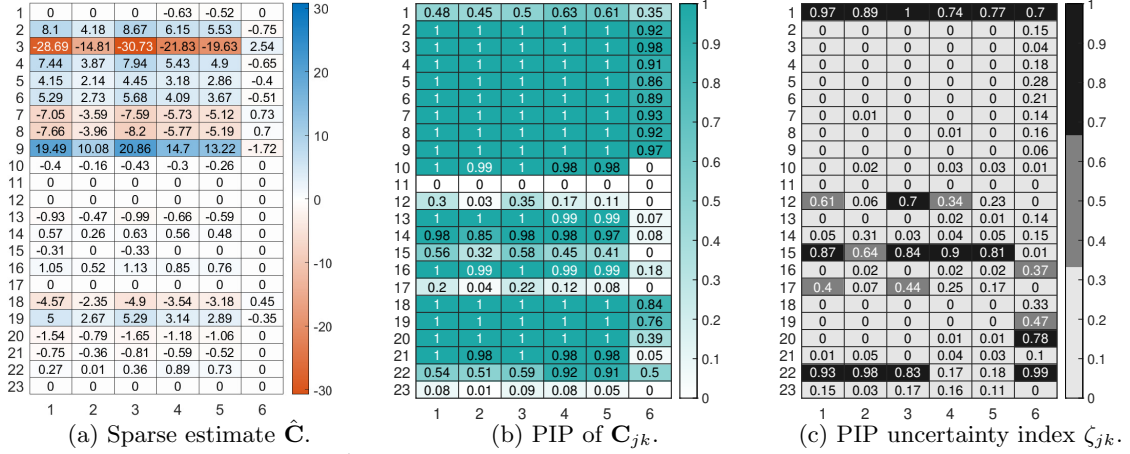 1 0 0 0 -0.63 -0.52 0
2 8.1 4.18 8.67 6.15 5.53 -0.75
3 -28.69 -14.81 -30.73 -21.83 -19.63 2.54
4 7.44 3.87 7.94 5.43 4.9 -0.65
5 4.15 2.14 4.45 3.18 2.86 -0.4
6 5.29 2.73 5.68 4.09 3.67 -0.51
7 -7.05 -3.59 -7.59 -5.73 -5.12 0.73
8 -7.66 -3.96 -8.2 -5.77 -5.19 0.7
9 19.49 10.08 20.86 14.7 13.22 -1.72
10 -0.4 -0.16 -0.43 -0.3 -0.26 0
11 0 0 0 0 0 0
12 0 0 0 0 0 0
13 -0.93 -0.47 -0.99 -0.66 -0.59 0
14 0.57 0.26 0.63 0.56 0.48 0
15 -0.31 0 -0.33 0 0 0
16 1.05 0.52 1.13 0.85 0.76 0
17 0 0 0 0 0 0
18 -4.57 -2.35 -4.9 -3.54 -3.18 0.45
19 5 2.67 5.29 3.14 2.89 -0.35
20 -1.54 -0.79 -1.65 -1.18 -1.06 0
21 -0.75 -0.36 -0.81 -0.59 -0.52 0
22 0.27 0.01 0.36 0.89 0.73 0
23 0 0 0 0 0 0
1 2 3 4 5 6
30
20
10
0
-10
-20
-30
(a) Sparse estimate Ĉ.
1 0.48 0.45 0.5 0.63 0.61 0.35
2 1 1 1 1 1 0.92
3 1 1 1 1 1 0.98
4 1 1 1 1 1 0.91
5 1 1 1 1 1 0.86
6 1 1 1 1 1 0.89
7 1 1 1 1 1 0.93
8 1 1 1 1 1 0.92
9 1 1 1 1 1 0.97
10 1 0.99 1 0.98 0.98 0
11 0 0 0 0 0 0
12 0.3 0.03 0.35 0.17 0.11 0
13 1 1 1 0.99 0.99 0.07
14 0.98 0.85 0.98 0.98 0.97 0.08
15 0.56 0.32 0.58 0.45 0.41 0
16 1 0.99 1 0.99 0.99 0.18
17 0.2 0.04 0.22 0.12 0.08 0
18 1 1 1 1 1 0.84
19 1 1 1 1 1 0.76
20 1 1 1 1 1 0.39
21 1 0.98 1 0.98 0.98 0.05
22 0.54 0.51 0.59 0.92 0.91 0.5
23 0.08 0.01 0.09 0.08 0.05 0
1 2 3 4 5 6
1
0.9
0.8
0.7
0.6
0.5
0.4
0.3
0.2
0.1
0
(b) PIP of C_jk.
1 0.97 0.89 1 0.74 0.77 0.7
2 0 0 0 0 0 0.15
3 0 0 0 0 0 0.04
4 0 0 0 0 0 0.18
5 0 0 0 0 0 0.28
6 0 0 0 0 0 0.21
7 0 0.01 0 0 0 0.14
8 0 0 0 0.01 0 0.16
9 0 0 0 0 0 0.06
10 0 0.02 0 0.03 0.03 0.01
11 0 0 0 0 0 0
12 0.61 0.06 0.7 0.34 0.23 0
13 0 0 0 0.02 0.01 0.14
14 0.05 0.31 0.03 0.04 0.05 0.15
15 0.87 0.64 0.84 0.9 0.81 0.01
16 0 0.02 0 0.02 0.02 0.37
17 0.4 0.07 0.44 0.25 0.17 0
18 0 0 0 0 0 0.33
19 0 0 0 0 0 0.47
20 0 0 0 0.01 0.01 0.78
21 0.01 0.05 0 0.04 0.03 0.1
22 0.93 0.98 0.83 0.17 0.18 0.99
23 0.15 0.03 0.17 0.16 0.11 0
1 2 3 4 5 6
1
0.9
0.8
0.7
0.6
0.5
0.4
0.3
0.2
0.1
0
(c) PIP uncertainty index ζ_jk.